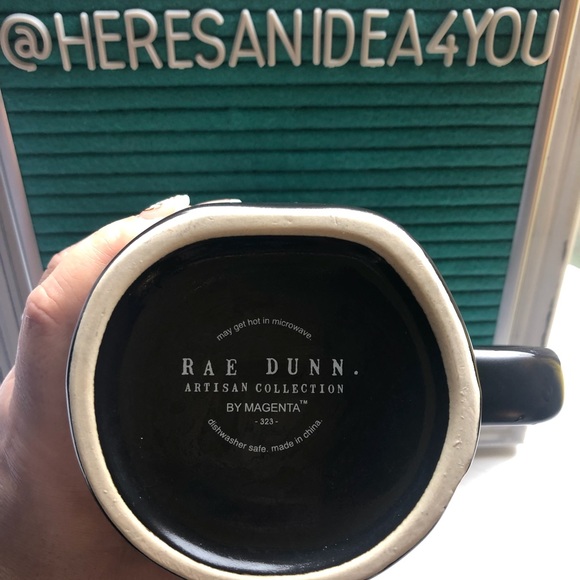 @HERESANIDEA4YOU
may get hot in microwave.
RAE DUNN.
ARTISAN COLLECTION
BY MAGENTA™
- 323 -
dishwasher safe. made in china.